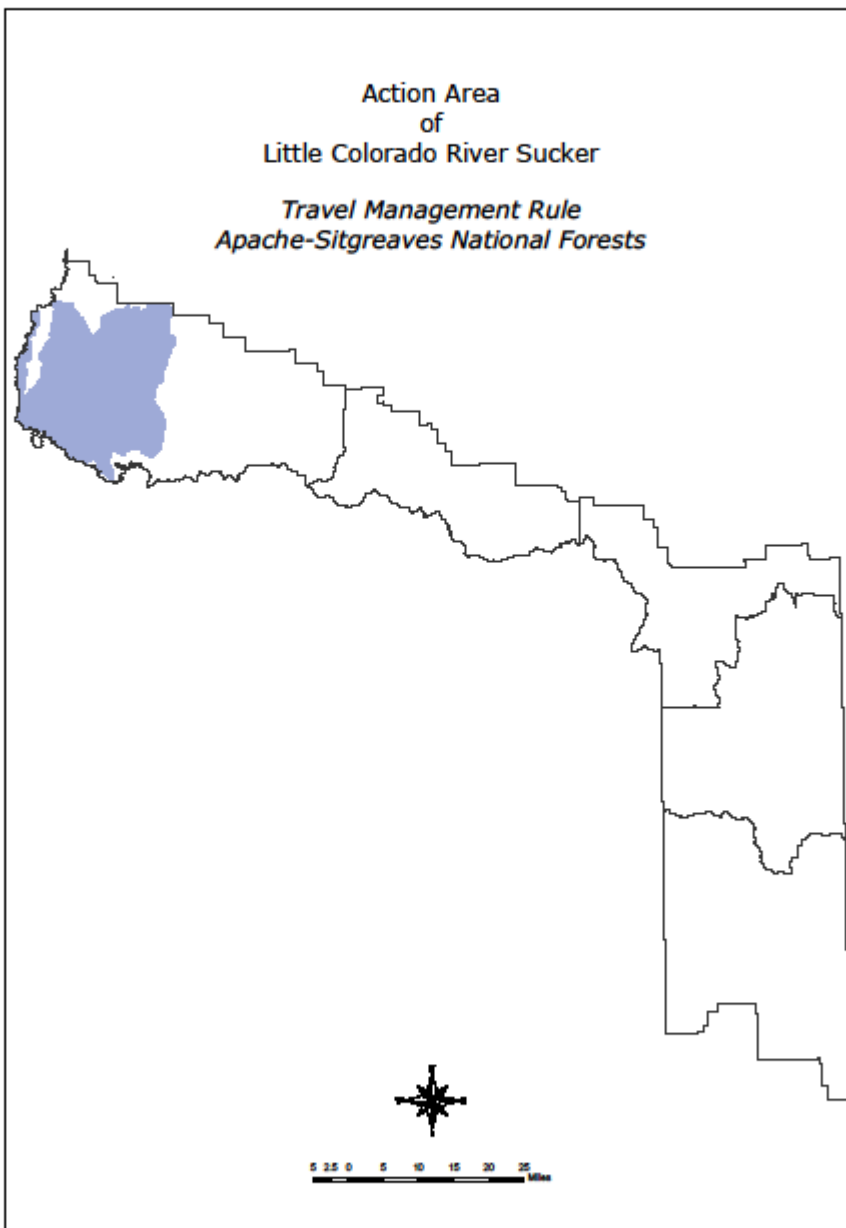 Action Area
of
Little Colorado River Sucker
Travel Management Rule
Apache-Sitgreaves National Forests
5 2.5 0 5 10 15 20 25
Miles